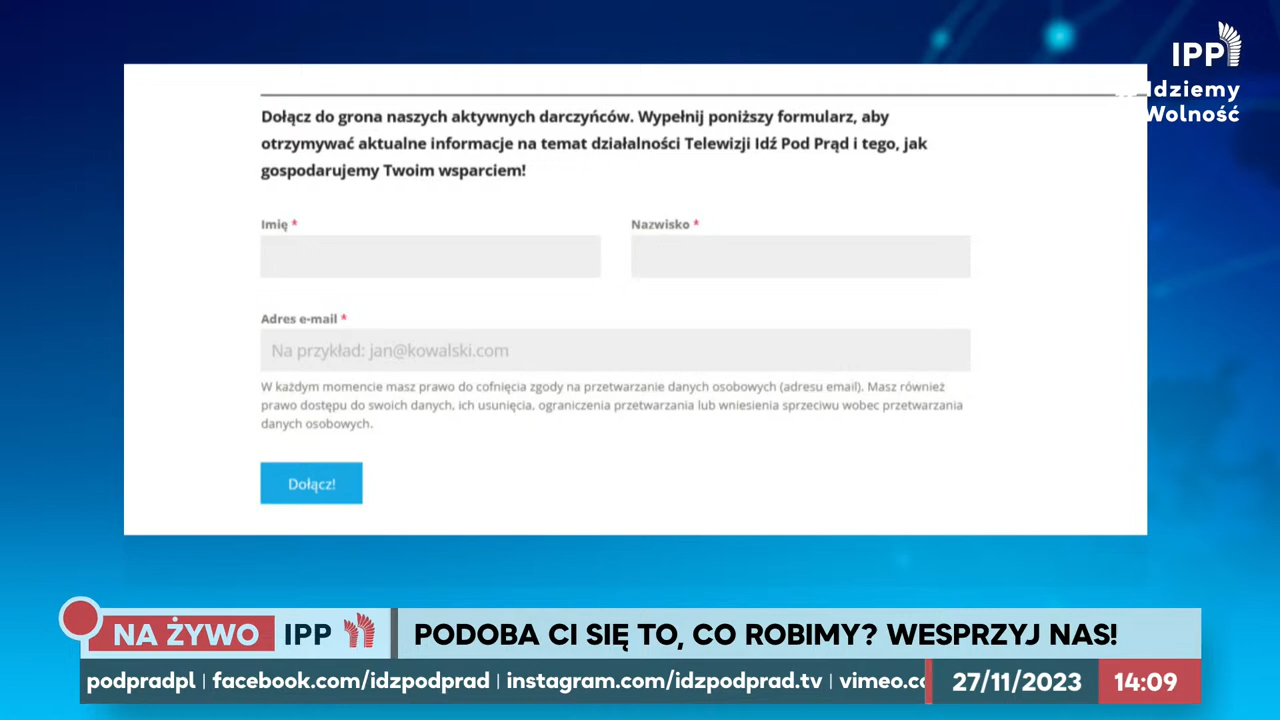 IPP
Idziemy
Wolność
Dołącz do grona naszych aktywnych darczyńców. Wypełnij poniższy formularz, aby
otrzymywać aktualne informacje na temat działalności Telewizji Idź Pod Prąd i tego, jak
gospodarujemy Twoim wsparciem!
Imię *
Nazwisko *
Adres e-mail *
Na przykład: jan@kowalski.com
W każdym momencie masz prawo do cofnięcia zgody na przetwarzanie danych osobowych (adresu email). Masz również
prawo dostępu do swoich danych, ich usunięcia, ograniczenia przetwarzania lub wniesienia sprzeciwu wobec przetwarzania
danych osobowych.
Dołącz!
NA ŻYWO IPP
PODOBA CI SIĘ TO, CO ROBIMY? WESPRZYJ NAS!
podpradpl | facebook.com/idzpodprad | instagram.com/idzpodprad.tv | vimeo.co
27/11/2023
14:09